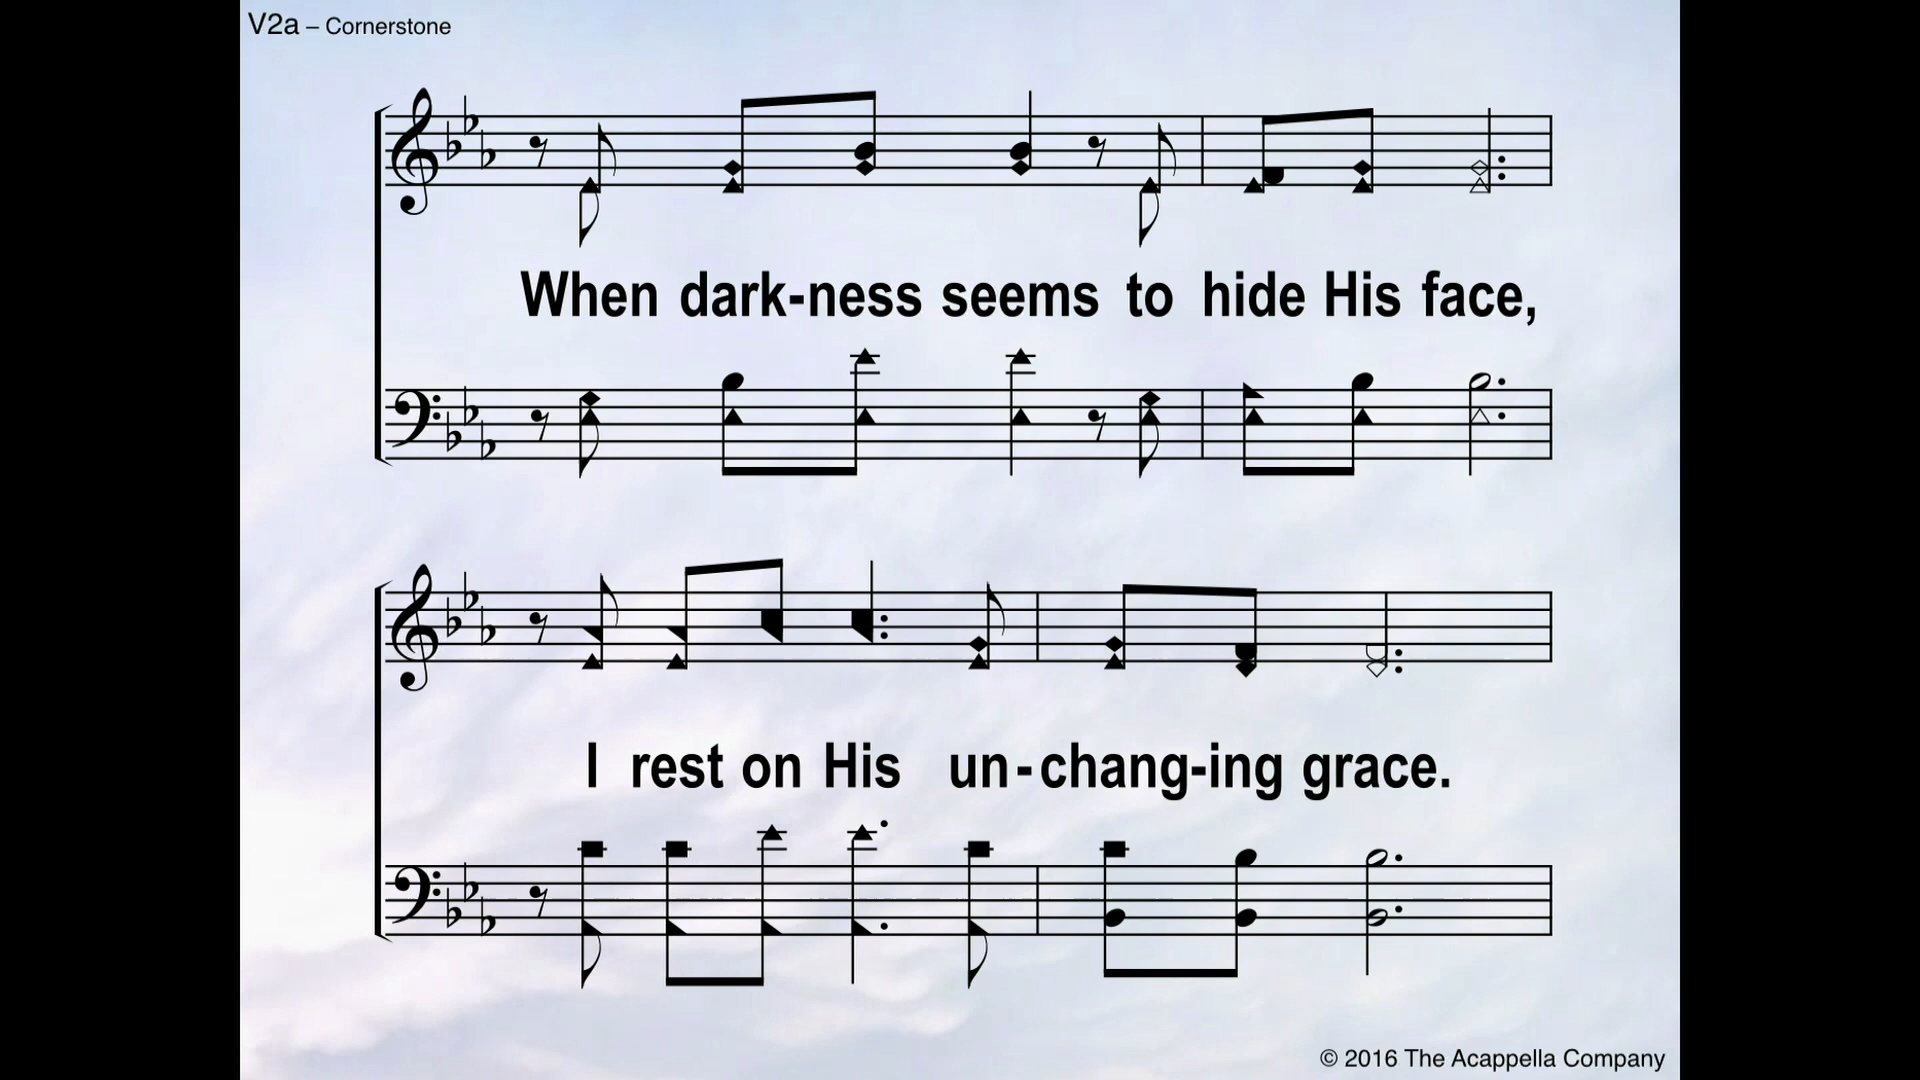 V2a – Cornerstone
When dark-ness seems to hide His face,
I rest on His un-chang-ing grace.
© 2016 The Acappella Company